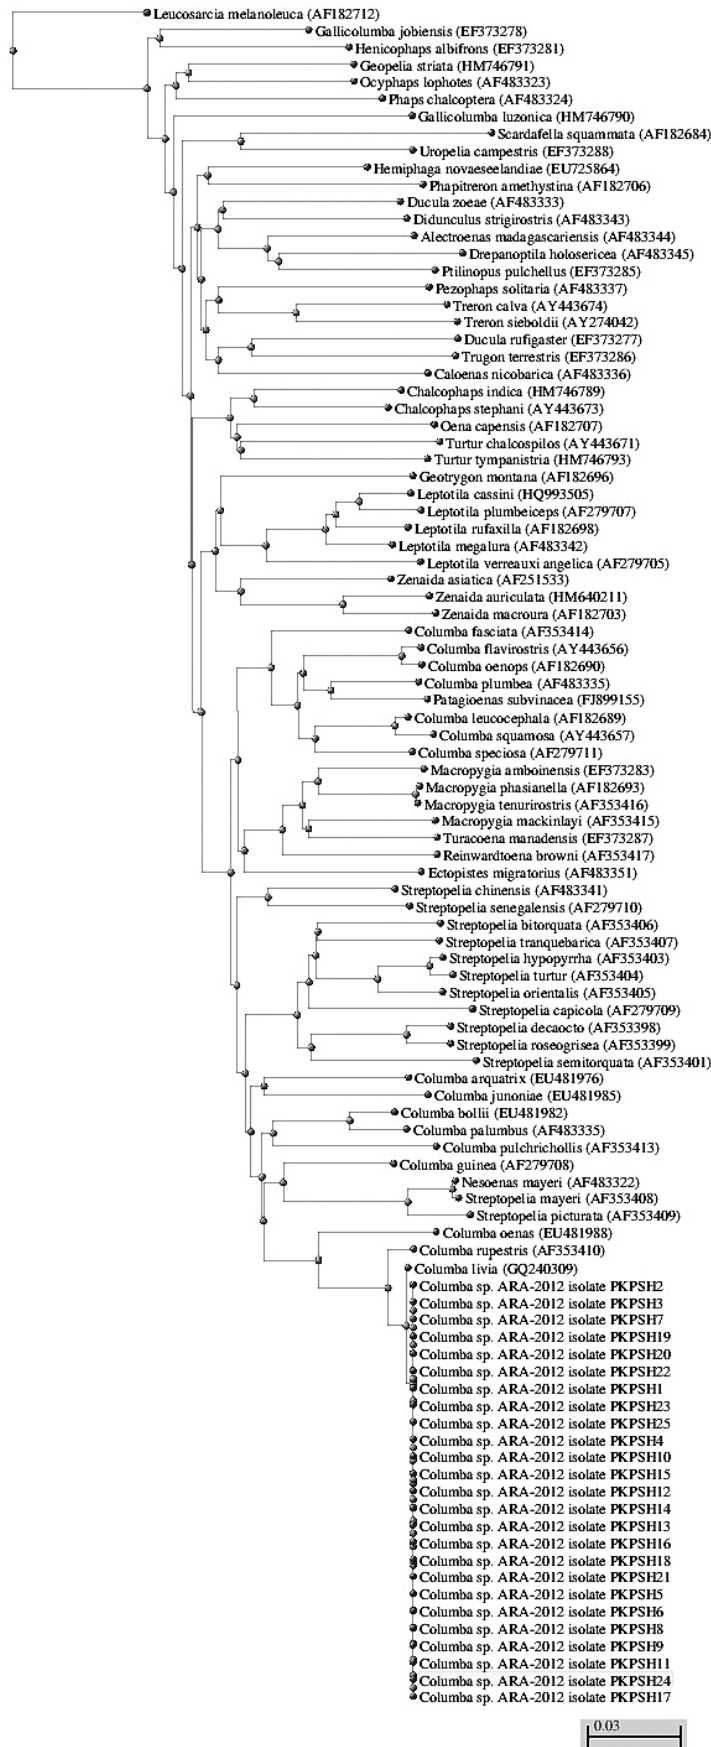 Leucosarcia melanoleuca (AF182712)
Gallicolumba jobiensis (EF373278)
Henicophaps albifrons (EF373281)
Geopelia striata (HM746791)
Ocyphaps lophotes (AF483323)
Phaps chalcoptera (AF483324)
Gallicolumba luzonica (HM746790)
Scardafella squammata (AF182684)
Uropelia campestris (EF373288)
Hemiphaga novaeseelandiae (EU725864)
Phapitreron amethystina (AF182706)
Ducula zoeae (AF483333)
Didunculus strigirostris (AF483343)
Alectroenas madagascariensis (AF483344)
Drepanoptila holosericea (AF483345)
Ptilinopus pulchellus (EF373285)
Pezophaps solitaria (AF483337)
Treron calva (AY443674)
Treron sieboldii (AY274042)
Ducula rufigaster (EF373277)
Trugon terrestris (EF373286)
Caloenas nicobarica (AF483336)
Chalcophaps indica (HM746789)
Chalcophaps stephani (AY443673)
Oena capensis (AF182707)
Turtur chalcospilos (AY443671)
Turtur tympanistria (HM746793)
Geotrygon montana (AF182696)
Leptotila cassini (HQ993505)
Leptotila plumbeiceps (AF279707)
Leptotila rufaxilla (AF182698)
Leptotila megalura (AF483342)
Leptotila verreauxi angelica (AF279705)
Zenaida asiatica (AF251533)
Zenaida auriculata (HM640211)
Zenaida macroura (AF182703)
Columba fasciata (AF353414)
Columba flavirostris (AY443656)
Columba oenops (AF182690)
Columba plumbea (AF483335)
Patagioenas subvinacea (FJ899155)
Columba leucocephala (AF182689)
Columba squamosa (AY443657)
Columba speciosa (AF279711)
Macropygia amboinensis (EF373283)
Macropygia phasianella (AF182693)
Macropygia tenurirostris (AF353416)
Macropygia mackinlayi (AF353415)
Turacoena manadensis (EF373287)
Reinwardtoena browni (AF353417)
Ectopistes migratorius (AF483351)
Streptopelia chinensis (AF483341)
Streptopelia senegalensis (AF279710)
Streptopelia bitorquata (AF353406)
Streptopelia tranquebarica (AF353407)
Streptopelia hypopyrrha (AF353403)
Streptopelia turtur (AF353404)
Streptopelia orientalis (AF353405)
Streptopelia capicola (AF279709)
Streptopelia decaocto (AF353398)
Streptopelia roseogrisea (AF353399)
Streptopelia semitorquata (AF353401)
Columba arquatrix (EU481976)
Columba junoniae (EU481985)
Columba bollii (EU481982)
Columba palumbus (AF483335)
Columba pulchrichollis (AF353413)
Columba guinea (AF279708)
Nesoenas mayeri (AF483322)
Streptopelia mayeri (AF353408)
Streptopelia picturata (AF353409)
Columba oenas (EU481988)
Columba rupestris (AF353410)
Columba livia (GQ240309)
Columba sp. ARA-2012 isolate PKPSH2
Columba sp. ARA-2012 isolate PKPSH3
Columba sp. ARA-2012 isolate PKPSH7
Columba sp. ARA-2012 isolate PKPSH19
Columba sp. ARA-2012 isolate PKPSH20
Columba sp. ARA-2012 isolate PKPSH22
Columba sp. ARA-2012 isolate PKPSH1
Columba sp. ARA-2012 isolate PKPSH23
Columba sp. ARA-2012 isolate PKPSH25
Columba sp. ARA-2012 isolate PKPSH4
Columba sp. ARA-2012 isolate PKPSH10
Columba sp. ARA-2012 isolate PKPSH15
Columba sp. ARA-2012 isolate PKPSH12
Columba sp. ARA-2012 isolate PKPSH14
Columba sp. ARA-2012 isolate PKPSH13
Columba sp. ARA-2012 isolate PKPSH16
Columba sp. ARA-2012 isolate PKPSH18
Columba sp. ARA-2012 isolate PKPSH21
Columba sp. ARA-2012 isolate PKPSH5
Columba sp. ARA-2012 isolate PKPSH6
Columba sp. ARA-2012 isolate PKPSH8
Columba sp. ARA-2012 isolate PKPSH9
Columba sp. ARA-2012 isolate PKPSH11
Columba sp. ARA-2012 isolate PKPSH24
Columba sp. ARA-2012 isolate PKPSH17
0.03